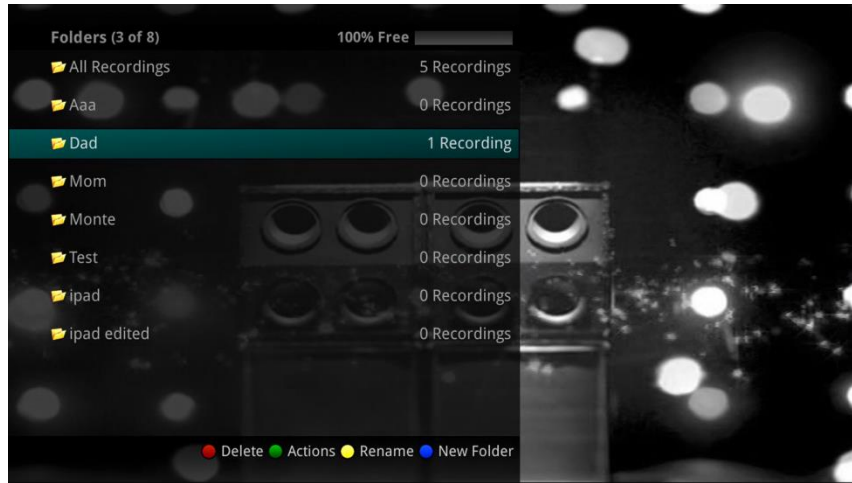 Folders (3 of 8) 100% Free
All Recordings 5 Recordings
Aaa 0 Recordings
Dad 1 Recording
Mom 0 Recordings
Monte 0 Recordings
Test 0 Recordings
ipad 0 Recordings
ipad edited 0 Recordings
Delete Actions Rename New Folder